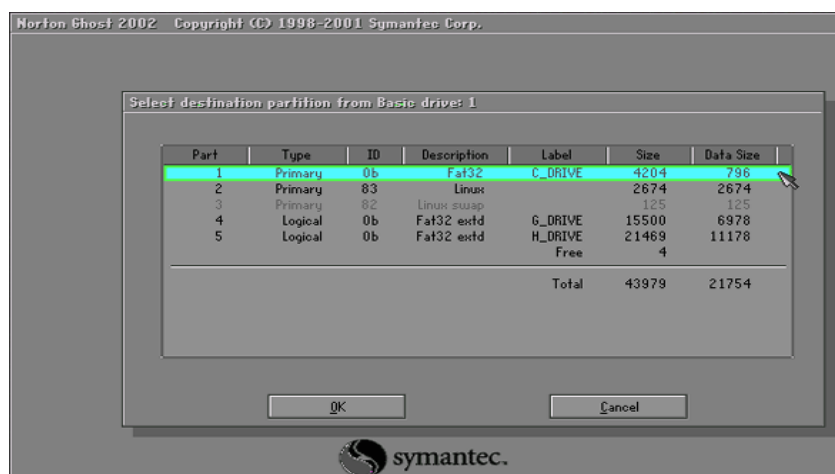 Norton Ghost 2002 Copyright (C) 1998-2001 Symantec Corp.
Select destination partition from Basic drive: 1
Part Type ID Description Label Size Data Size
1 Primary 0b Fat32 C_DRIVE 4204 796
2 Primary 83 Linux 2674 2674
3 Primary 82 Linux swap 125 125
4 Logical 0b Fat32 extd G_DRIVE 15500 6978
5 Logical 0b Fat32 extd H_DRIVE 21469 11178
Free 4
Total 43979 21754
OK Cancel
symantec.